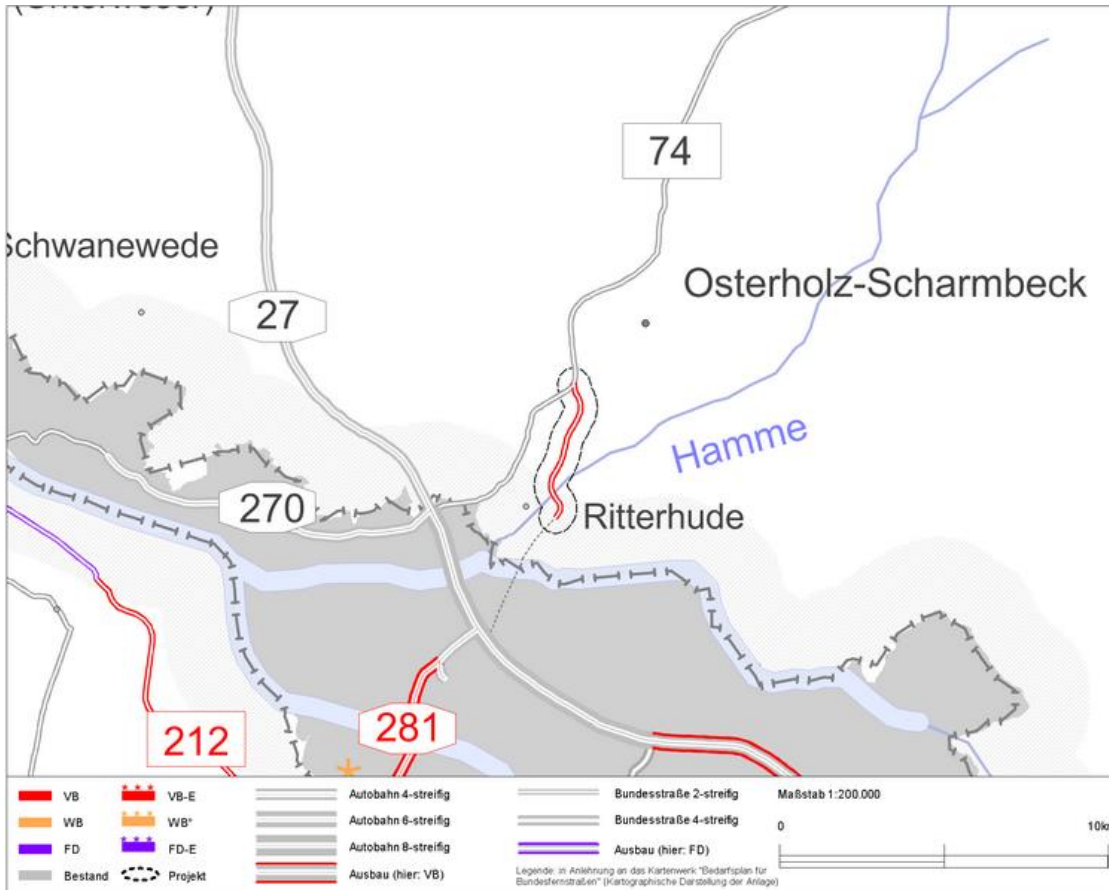 (Unterweser)
74
Schwanewede
Osterholz-Scharmbeck
27
Hamme
270
Ritterhude
281
212
VB
VB-E
WB
WB*
FD
FD-E
Bestand
Projekt
Autobahn 4-streifig
Autobahn 6-streifig
Autobahn 8-streifig
Ausbau (hier: VB)
Bundesstraße 2-streifig
Bundesstraße 4-streifig
Ausbau (hier: FD)
Legende: in Anlehnung an das Kartenwerk "Bedarfsplan für
Bundesfernstraßen" (Kartographische Darstellung der Anlage)
Maßstab 1:200.000
0 10km